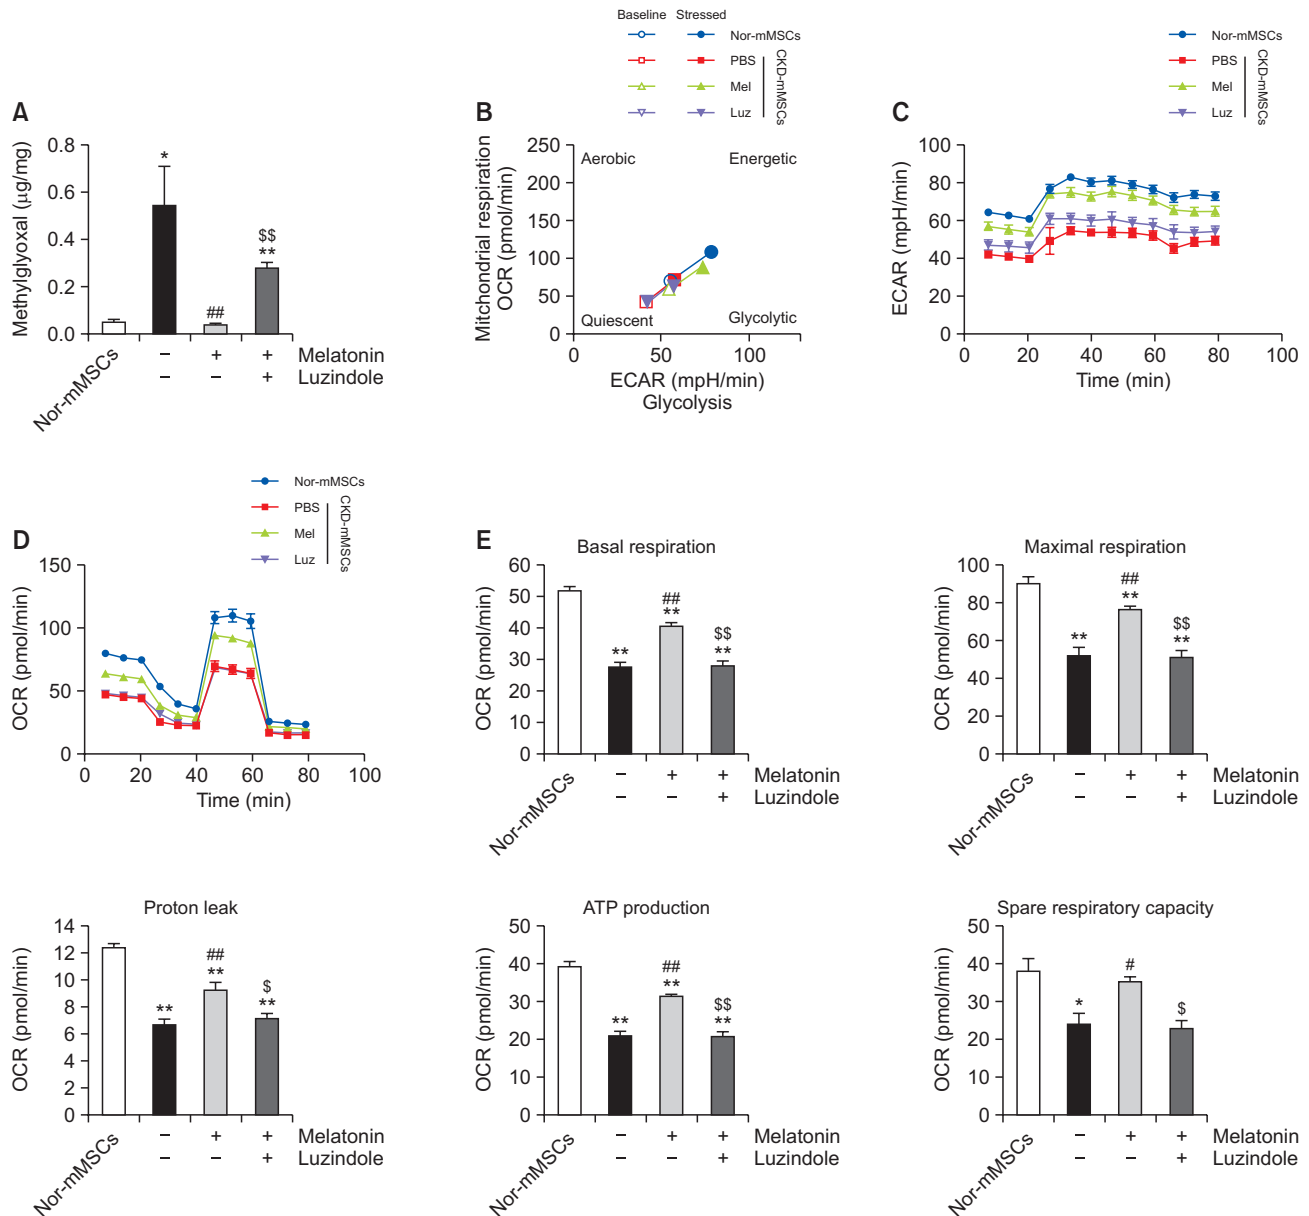 A
Methylglyoxal (μg/mg)
0.8
0.6
0.4
0.2
0.0
*
##
$$
**
Nor-mMSCs
− + + Melatonin
− − + Luzindole
Baseline Stressed
Nor-mMSCs
PBS
Mel
Luz
CKD-mMSCs
B
Mitchondrial respiration
OCR (pmol/min)
250
200
150
100
50
0
Aerobic Energetic
Quiescent Glycolytic
0 50 100
ECAR (mpH/min)
Glycolysis
Nor-mMSCs
PBS
Mel
Luz
CKD-mMSCs
C
ECAR (mpH/min)
100
80
60
40
20
0
0 20 40 60 80 100
Time (min)
Nor-mMSCs
PBS
Mel
Luz
CKD-mMSCs
D
OCR (pmol/min)
150
100
50
0
0 20 40 60 80 100
Time (min)
E
Basal respiration
OCR (pmol/min)
60
50
40
30
20
10
0
**
##
**
$$
**
Nor-mMSCs
− + + Melatonin
− − + Luzindole
Maximal respiration
OCR (pmol/min)
100
80
60
40
20
0
**
##
**
$$
**
Nor-mMSCs
− + + Melatonin
− − + Luzindole
Proton leak
OCR (pmol/min)
14
12
10
8
6
4
2
0
**
##
**
$
**
Nor-mMSCs
− + + Melatonin
− − + Luzindole
ATP production
OCR (pmol/min)
50
40
30
20
10
0
**
##
**
$$
**
Nor-mMSCs
− + + Melatonin
− − + Luzindole
Spare respiratory capacity
OCR (pmol/min)
50
40
30
20
10
0
*
#
$
Nor-mMSCs
− + + Melatonin
− − + Luzindole